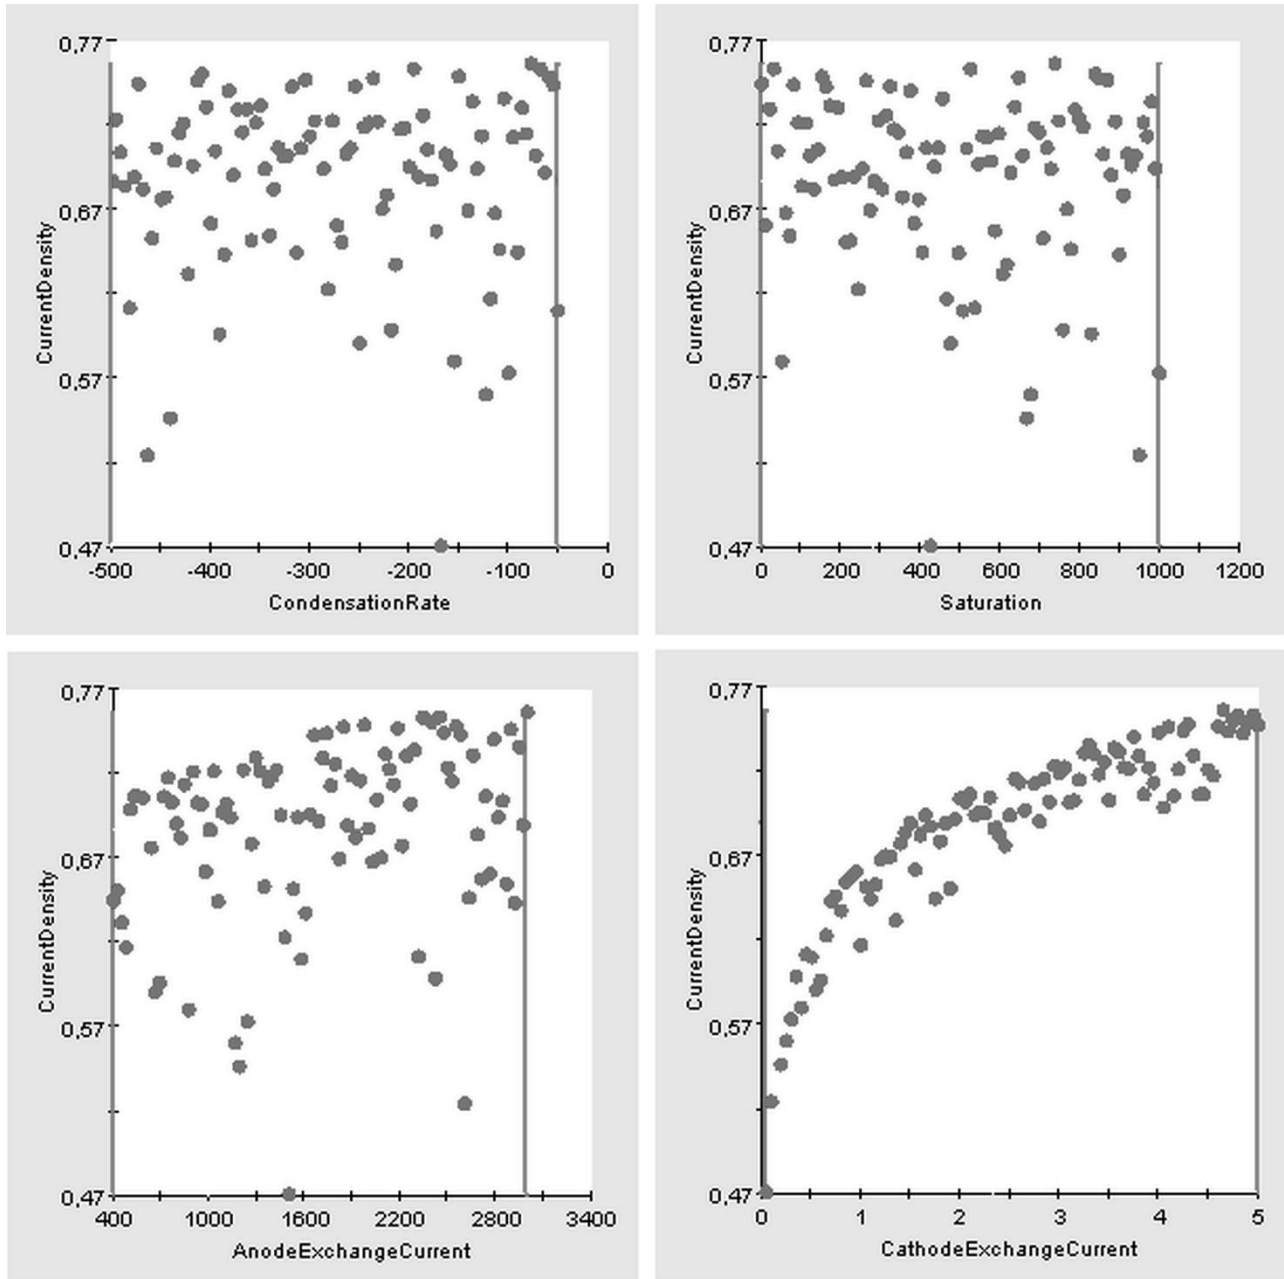 0,77
0,67
0,57
0,47
CurrentDensity
-500 -400 -300 -200 -100 0
CondensationRate
0,77
0,67
0,57
0,47
CurrentDensity
0 200 400 600 800 1000 1200
Saturation
0,77
0,67
0,57
0,47
CurrentDensity
400 1000 1600 2200 2800 3400
AnodeExchangeCurrent
0,77
0,67
0,57
0,47
CurrentDensity
0 1 2 3 4 5
CathodeExchangeCurrent